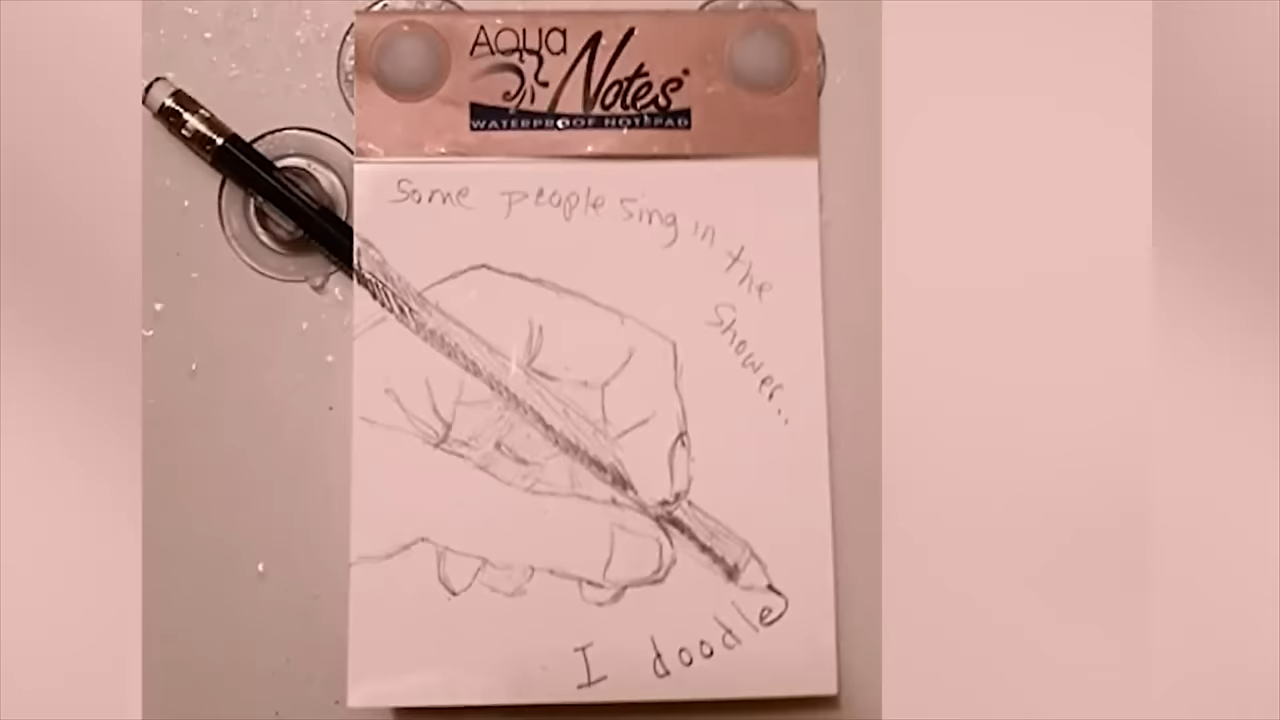 AQUA
Notes
WATERPROOF NOTEPAD
Some people sing in the
shower..
I doodle